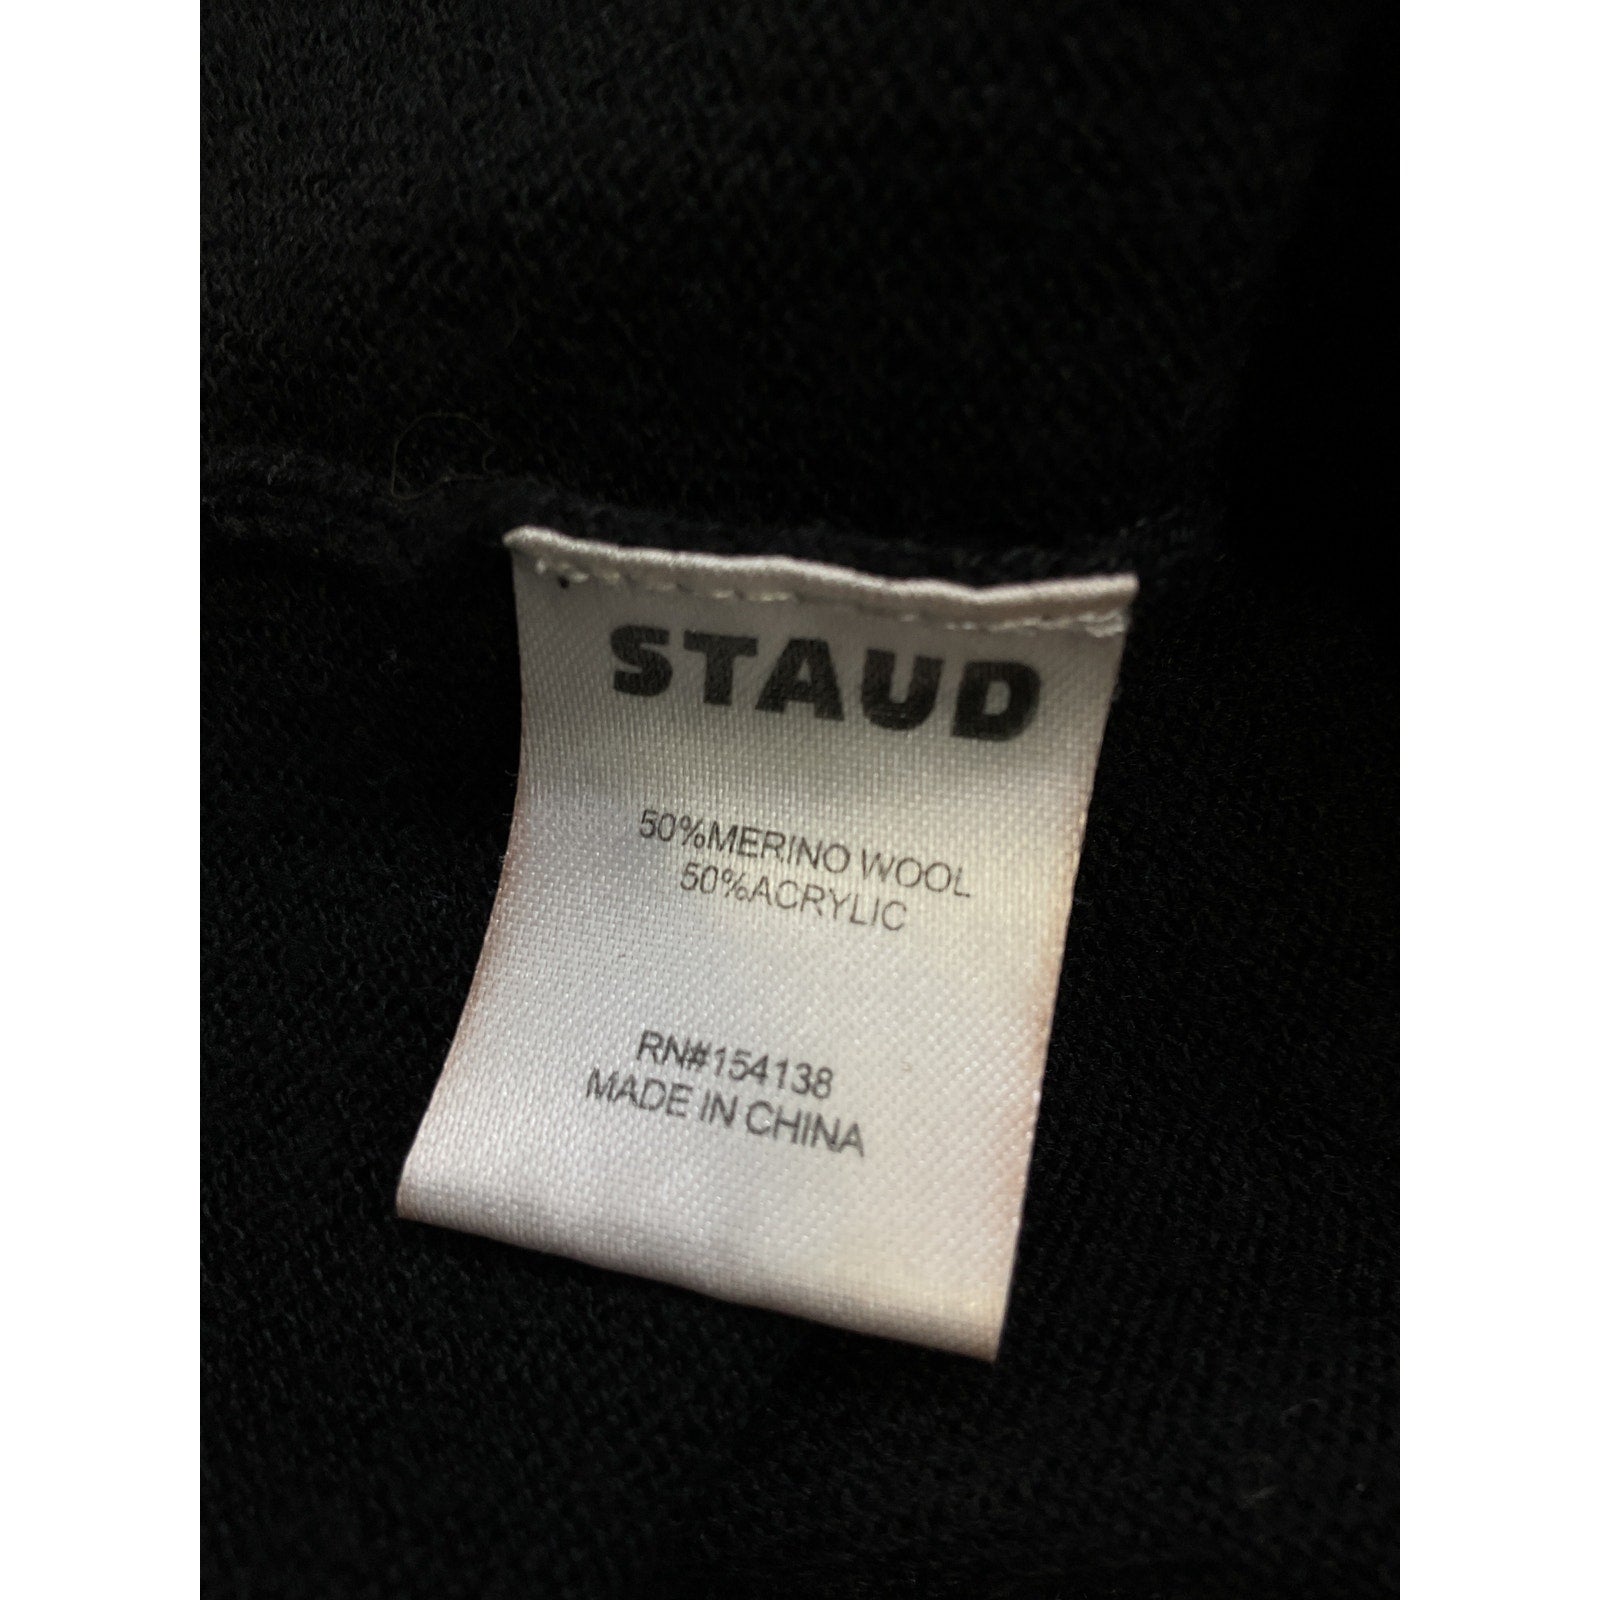 STAUD
50%MERINO WOOL
50%ACRYLIC
RN#154138
MADE IN CHINA